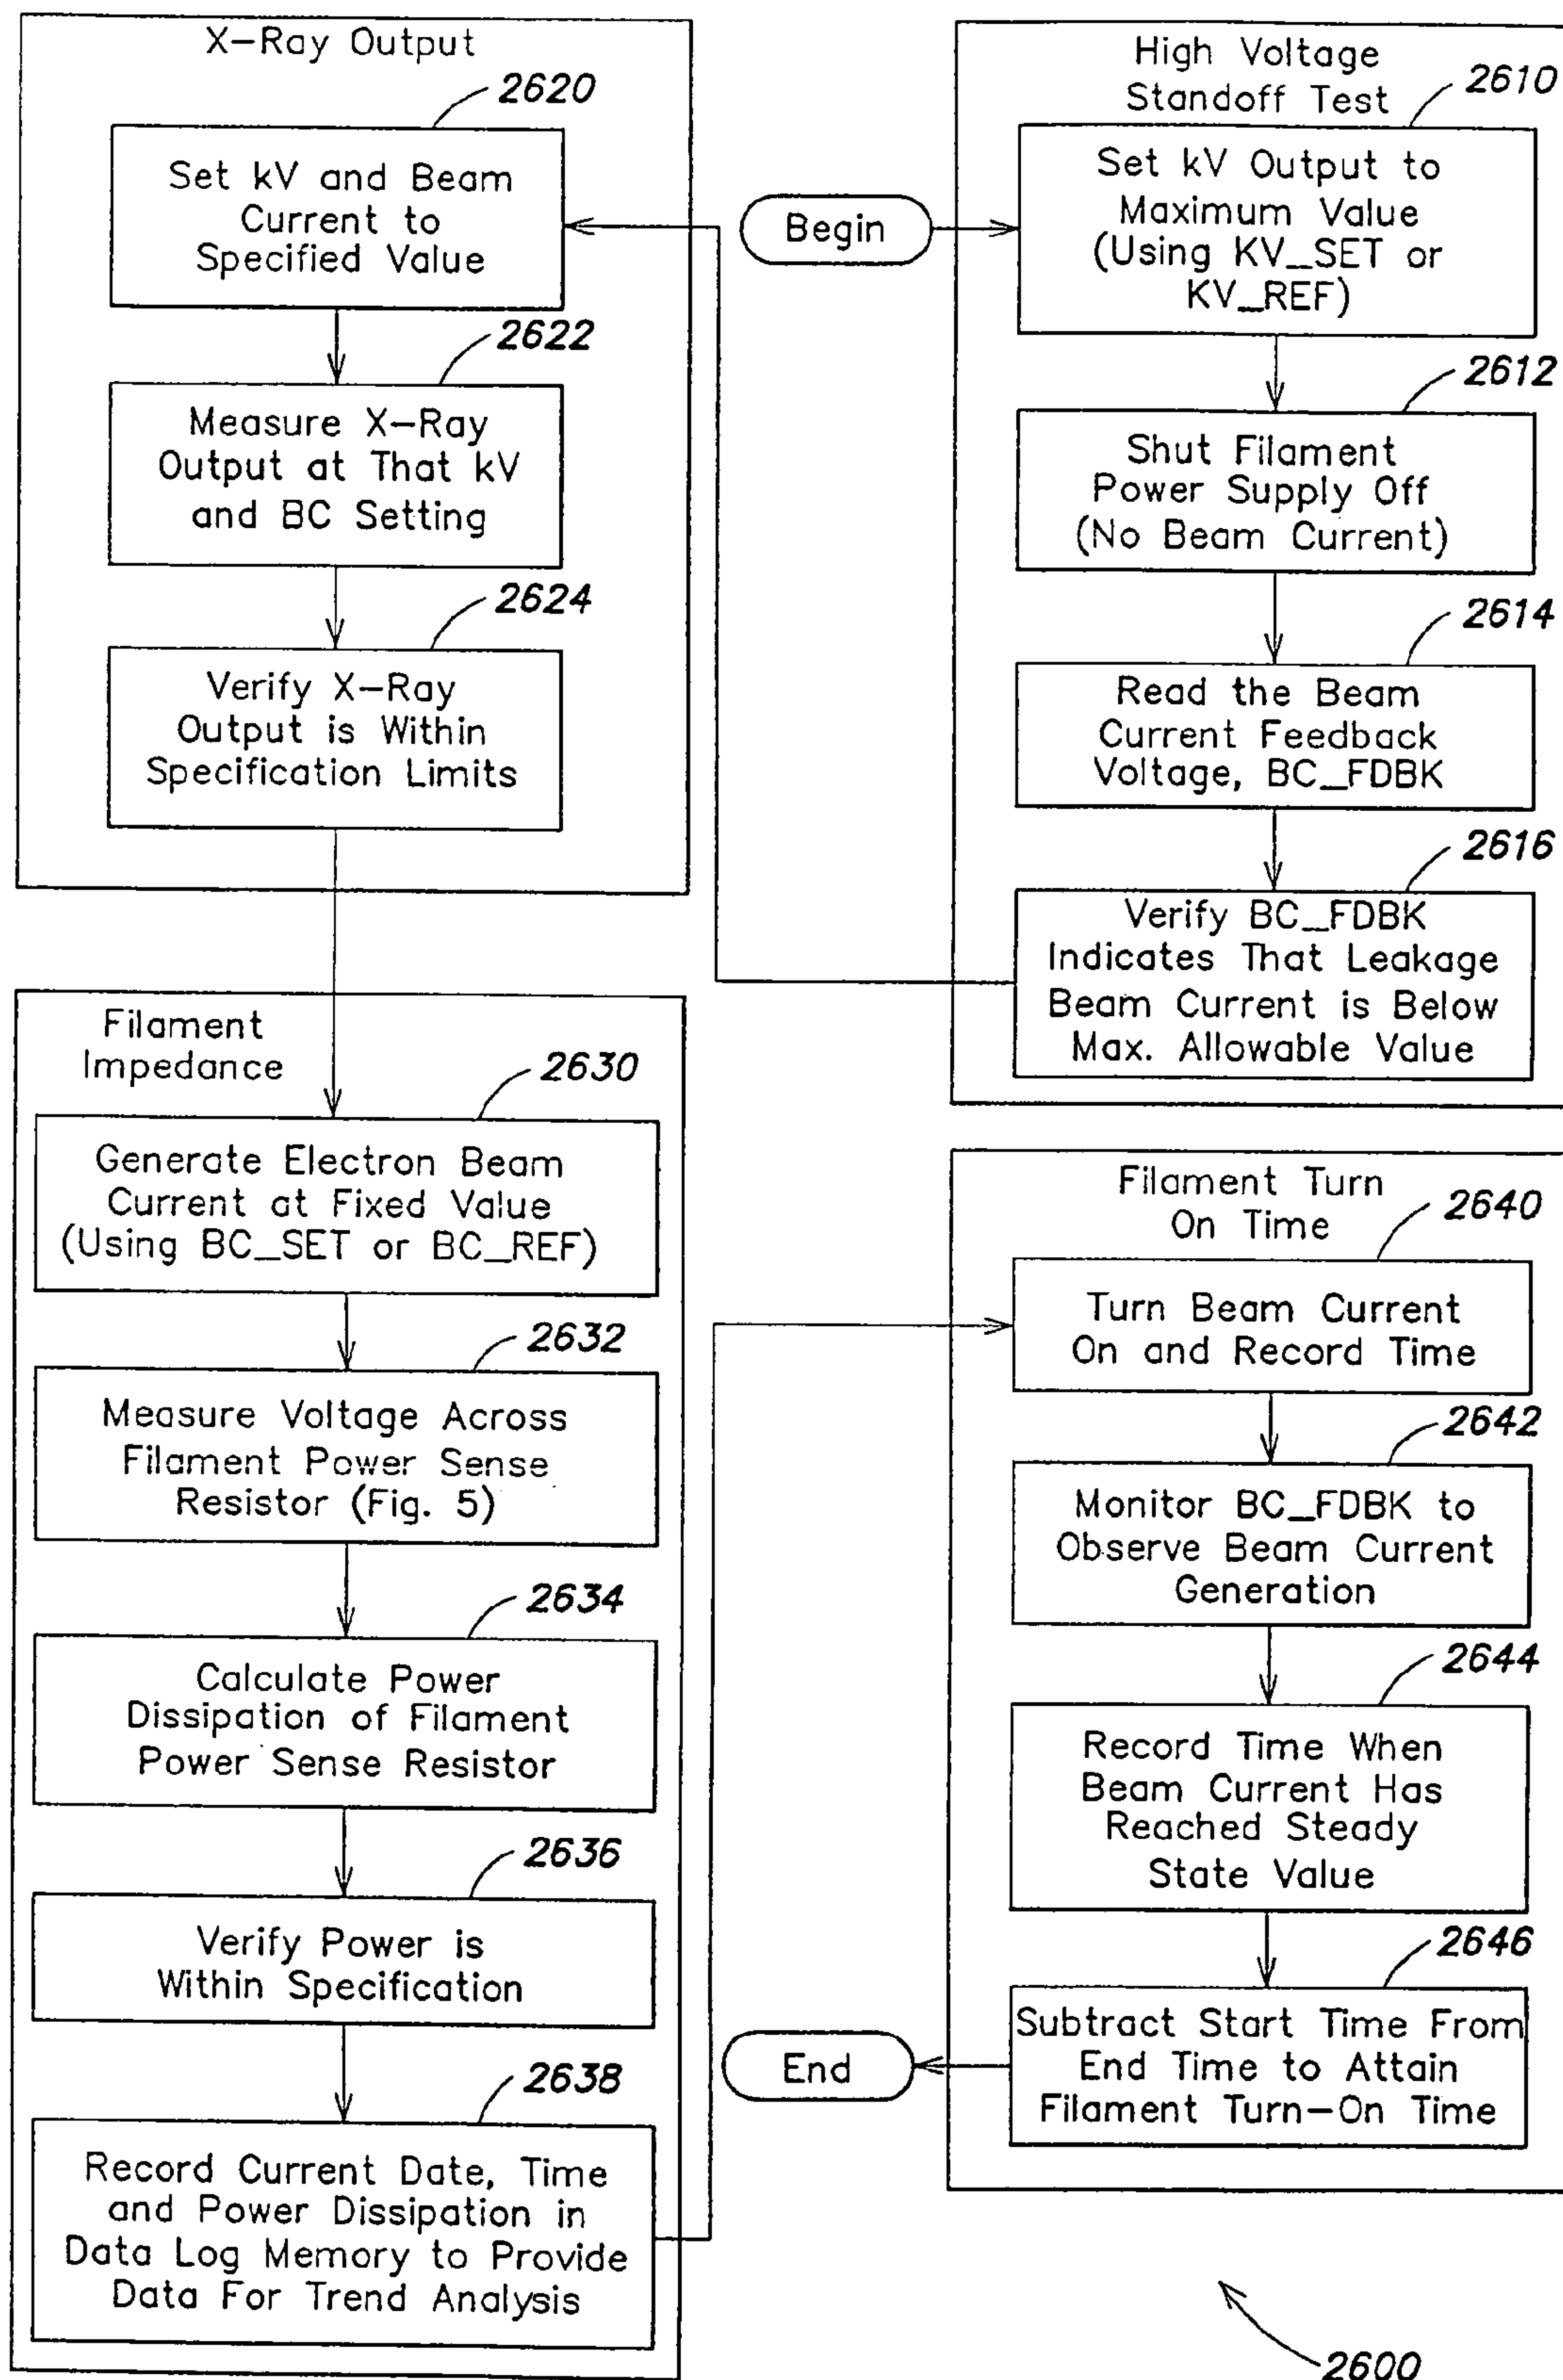 X-Ray Output
2620
Set kV and Beam
Current to
Specified Value
2622
Measure X-Ray
Output at That kV
and BC Setting
2624
Verify X-Ray
Output is Within
Specification Limits
Begin
High Voltage
Standoff Test
2610
Set kV Output to
Maximum Value
(Using KV_SET or
KV_REF)
2612
Shut Filament
Power Supply Off
(No Beam Current)
2614
Read the Beam
Current Feedback
Voltage, BC_FDBK
2616
Verify BC_FDBK
Indicates That Leakage
Beam Current is Below
Max. Allowable Value
Filament
Impedance
2630
Generate Electron Beam
Current at Fixed Value
(Using BC_SET or BC_REF)
2632
Measure Voltage Across
Filament Power Sense
Resistor (Fig. 5)
2634
Calculate Power
Dissipation of Filament
Power Sense Resistor
2636
Verify Power is
Within Specification
2638
Record Current Date, Time
and Power Dissipation in
Data Log Memory to Provide
Data For Trend Analysis
Filament Turn
On Time
2640
Turn Beam Current
On and Record Time
2642
Monitor BC_FDBK to
Observe Beam Current
Generation
2644
Record Time When
Beam Current Has
Reached Steady
State Value
2646
Subtract Start Time From
End Time to Attain
Filament Turn-On Time
End
2600